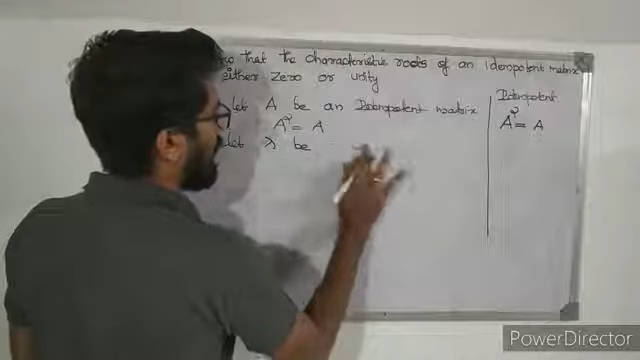 that the characteristic roots of an Idempotent matrix
either zero or unity
Let A be an Idempotent matrix
A² = A
Let λ be
Idempotent
A² = A
PowerDirector